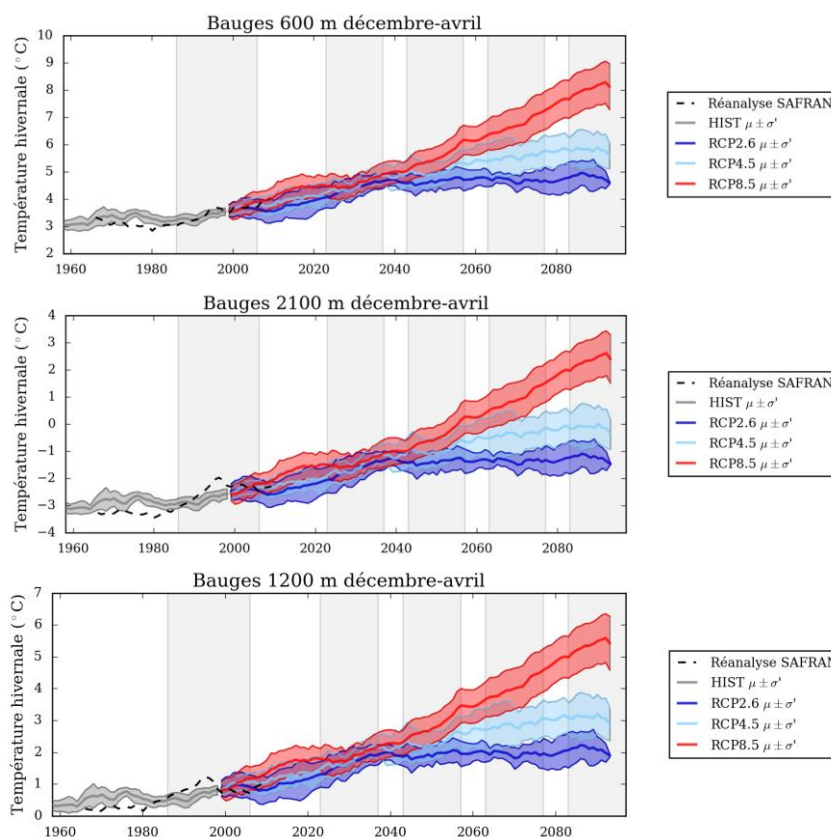 Bauges 600 m décembre-avril
Température hivernale (°C)
10
9
8
7
6
5
4
3
2
1960 1980 2000 2020 2040 2060 2080
Réanalyse SAFRAN
HIST μ ± σ'
RCP2.6 μ ± σ'
RCP4.5 μ ± σ'
RCP8.5 μ ± σ'
Bauges 2100 m décembre-avril
Température hivernale (°C)
4
3
2
1
0
−1
−2
−3
−4
1960 1980 2000 2020 2040 2060 2080
Réanalyse SAFRAN
HIST μ ± σ'
RCP2.6 μ ± σ'
RCP4.5 μ ± σ'
RCP8.5 μ ± σ'
Bauges 1200 m décembre-avril
Température hivernale (°C)
7
6
5
4
3
2
1
0
1960 1980 2000 2020 2040 2060 2080
Réanalyse SAFRAN
HIST μ ± σ'
RCP2.6 μ ± σ'
RCP4.5 μ ± σ'
RCP8.5 μ ± σ'